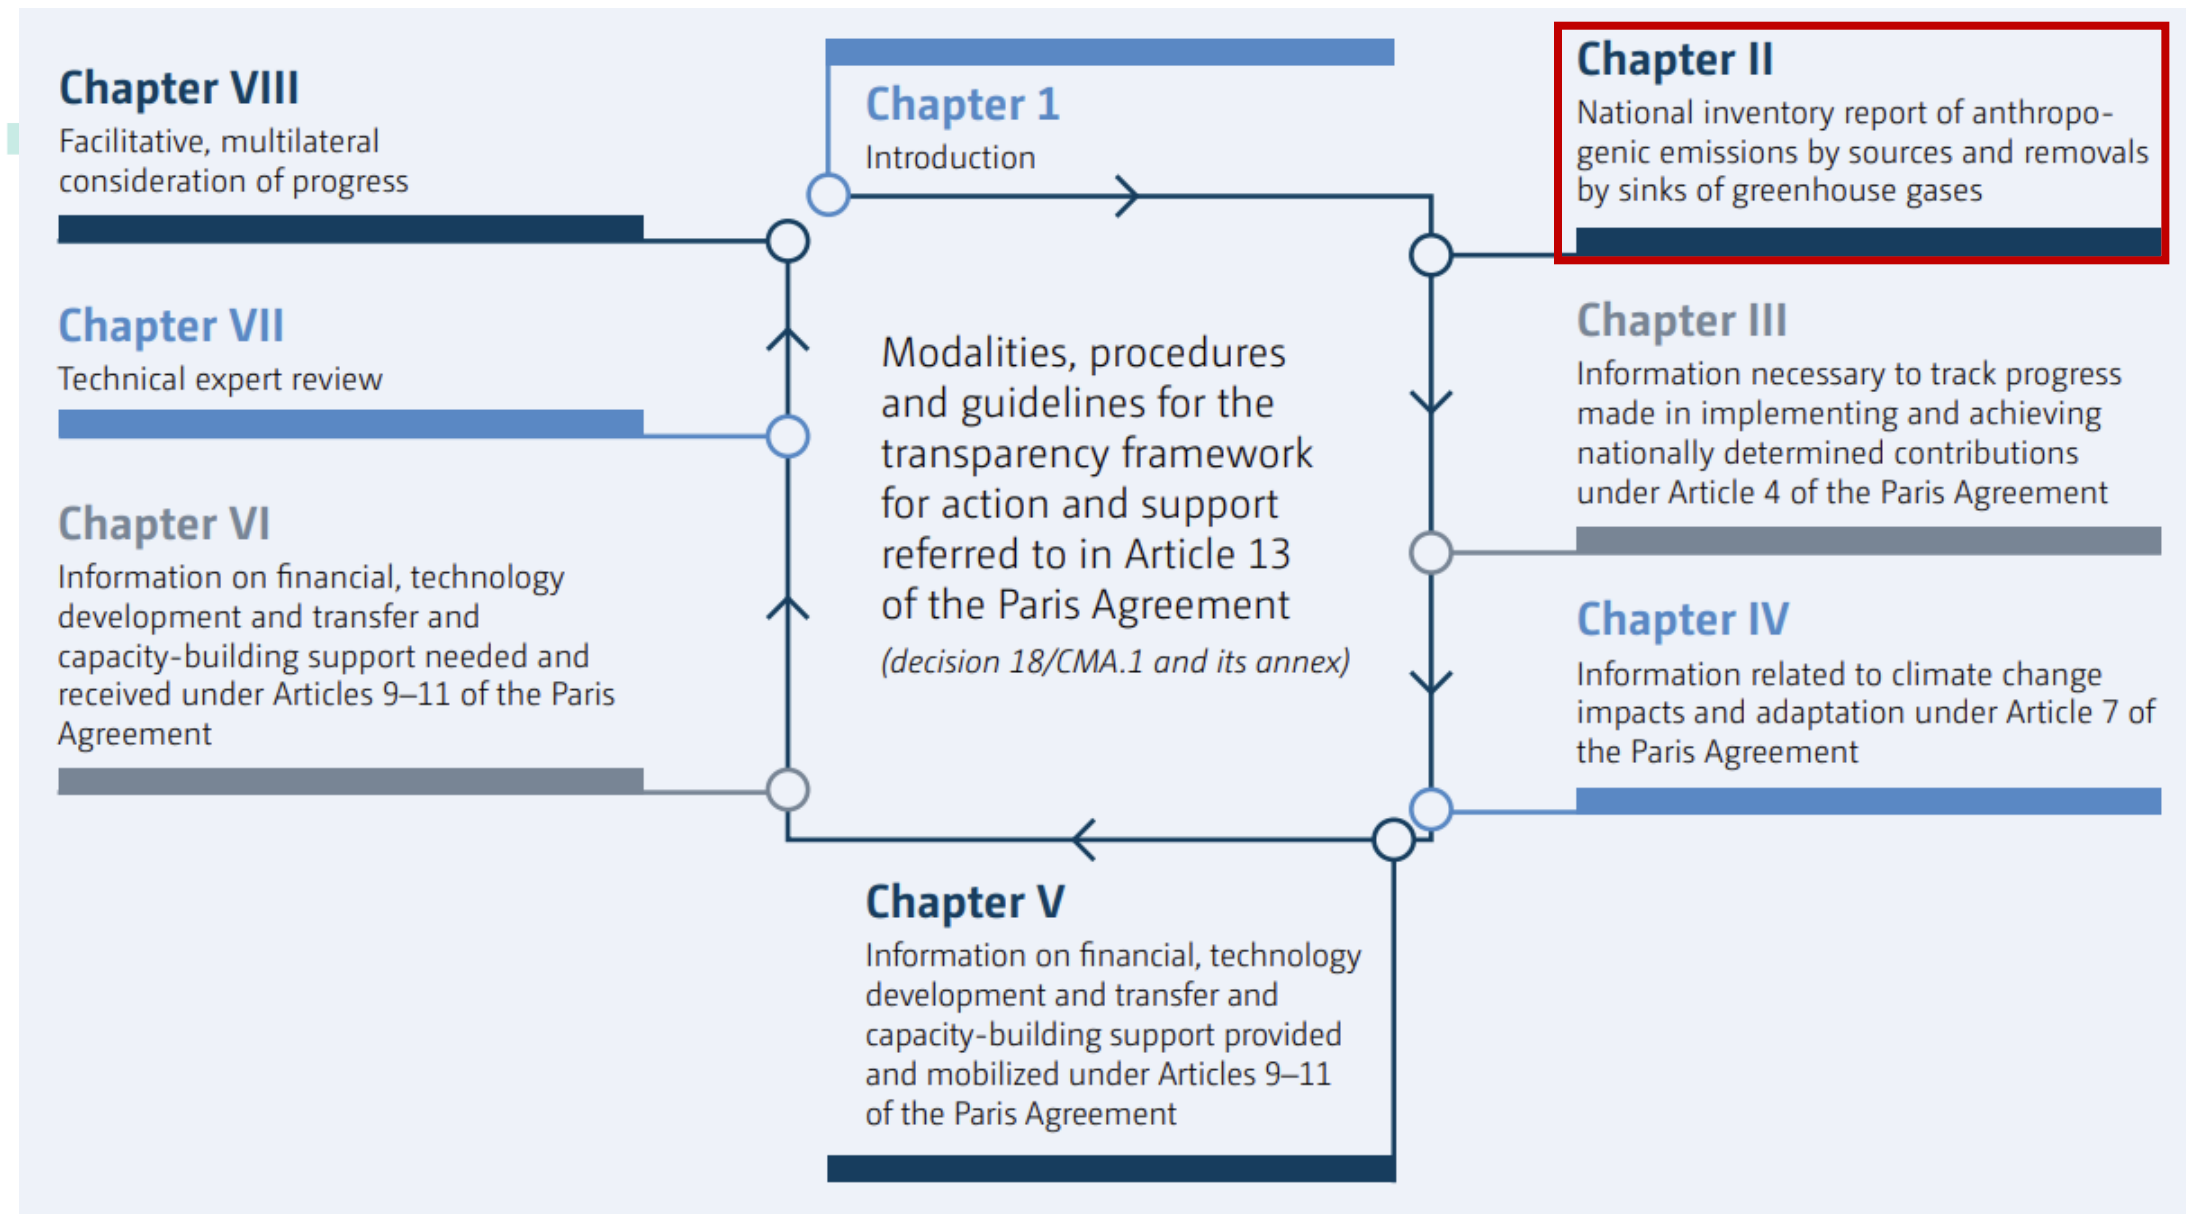 Chapter VIII
Facilitative, multilateral
consideration of progress
Chapter 1
Introduction
Chapter II
National inventory report of anthropo-
genic emissions by sources and removals
by sinks of greenhouse gases
Chapter VII
Technical expert review
Modalities, procedures
and guidelines for the
transparency framework
for action and support
referred to in Article 13
of the Paris Agreement
(decision 18/CMA.1 and its annex)
Chapter III
Information necessary to track progress
made in implementing and achieving
nationally determined contributions
under Article 4 of the Paris Agreement
Chapter VI
Information on financial, technology
development and transfer and
capacity-building support needed and
received under Articles 9–11 of the Paris
Agreement
Chapter IV
Information related to climate change
impacts and adaptation under Article 7 of
the Paris Agreement
Chapter V
Information on financial, technology
development and transfer and
capacity-building support provided
and mobilized under Articles 9–11
of the Paris Agreement